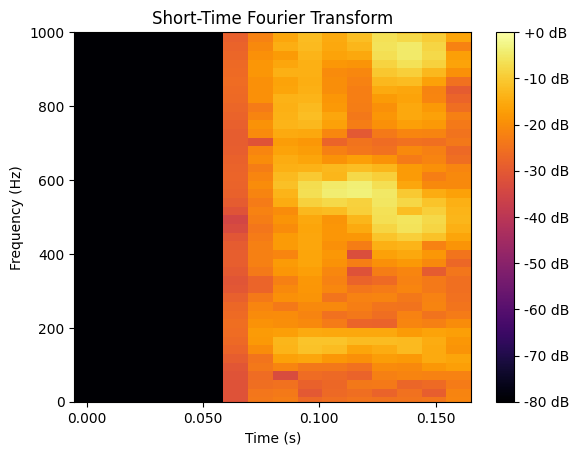 Short-Time Fourier Transform
1000
800
600
400
200
0
Frequency (Hz)
0.000
0.050
0.100
0.150
Time (s)
+0 dB
-10 dB
-20 dB
-30 dB
-40 dB
-50 dB
-60 dB
-70 dB
-80 dB